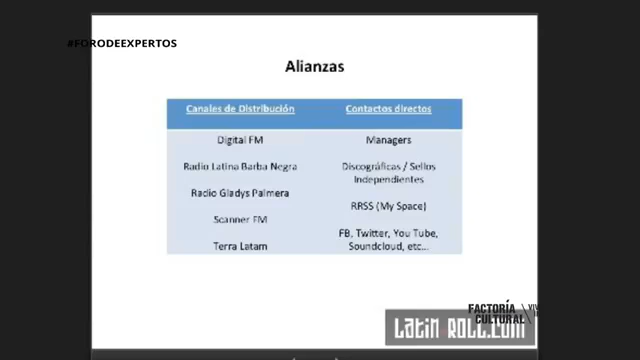 #FORODEEXPERTOS
Alianzas
Canales de Distribución
Contactos directos
Digital FM
Managers
Radio Latina Barba Negra
Discográficas / Sellos
Independientes
Radio Gladys Palmera
RRSS (My Space)
Scanner FM
FB, Twitter, You Tube,
Soundcloud, etc...
Terra Latam
FACTORÍA
CULTURAL
LATIN-ROLL.COM